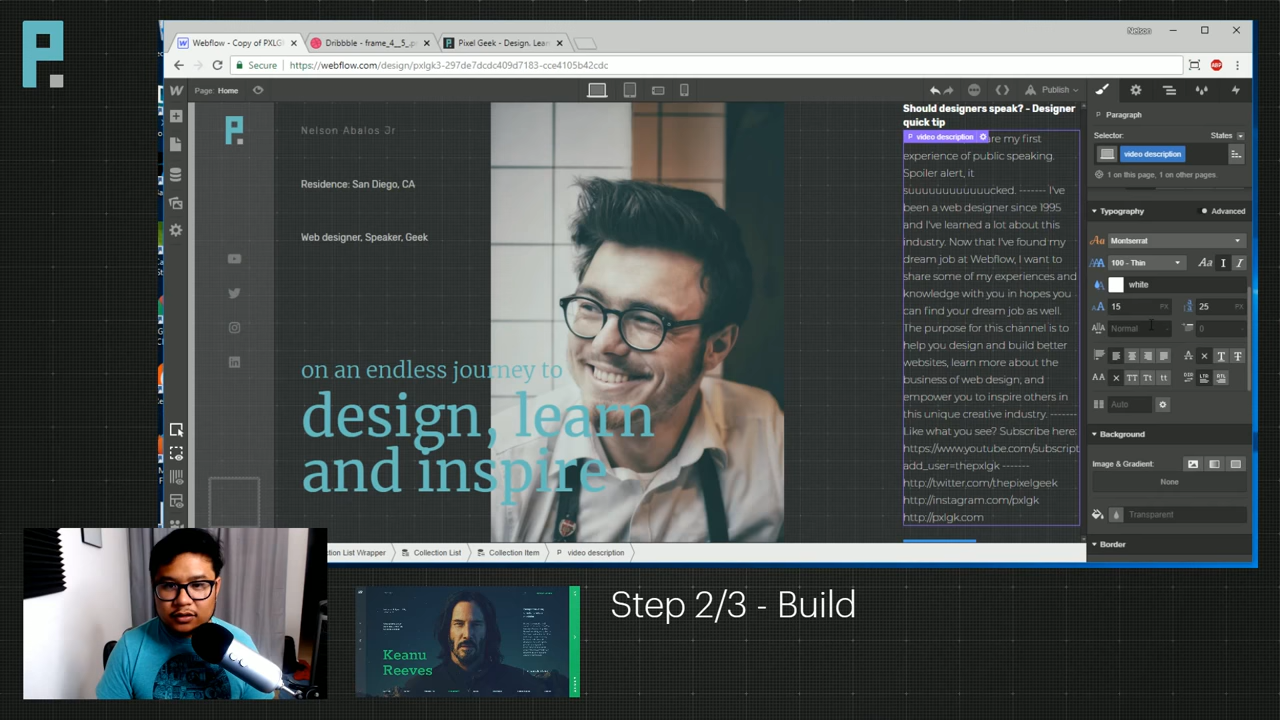 Webflow - Copy of PXLG
Dribbble - frame_4__5_.p
Pixel Geek - Design. Lea
Nelson
Secure
https://webflow.com/design/pxlgk3-297de7dcdc409d7183-cce4105b42cdc
ABP
Page: Home
Publish
Nelson Abalos Jr
Residence: San Diego, CA
Web designer, Speaker, Geek
on an endless journey to
design, learn
and inspire
Should designers speak? - Designer
quick tip
video description
are my first
experience of public speaking.
Spoiler alert, it
suuuuuuuuuuucked. ------- I've
been a web designer since 1995
and I've learned a lot about this
industry. Now that I've found my
dream job at Webflow, I want to
share some of my experiences and
knowledge with you in hopes you
can find your dream job as well.
The purpose for this channel is to
help you design and build better
websites, learn more about the
business of web design, and
empower you to inspire others in
this unique creative industry. -------
Like what you see? Subscribe here:
https://www.youtube.com/subscript
add_user=thepxlgk -------
http://twitter.com/thepixelgeek
http://instagram.com/pxlgk
http://pxlgk.com
Paragraph
Selector:
States
video description
1 on this page, 1 on other pages.
Typography
Advanced
Montserrat
100 - Thin
white
15 PX
25 PX
Normal
0
Auto
Background
Image & Gradient:
None
Transparent
Border
ction List Wrapper
Collection List
Collection Item
video description
Keanu
Reeves
Step 2/3 - Build